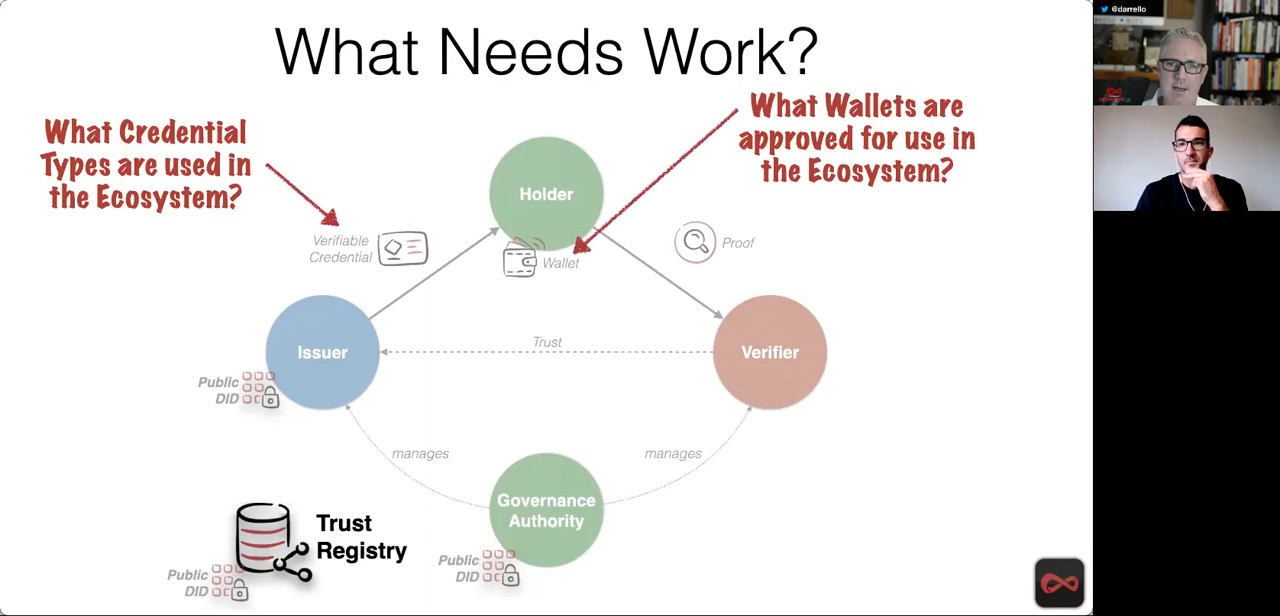 What Needs Work?
@darrello
What Credential
Types are used in
the Ecosystem?
What Wallets are
approved for use in
the Ecosystem?
Holder
Verifiable
Credential
Wallet
Proof
Issuer
Trust
Verifier
Public
DID
manages
manages
Governance
Authority
Trust
Registry
Public
DID
Public
DID